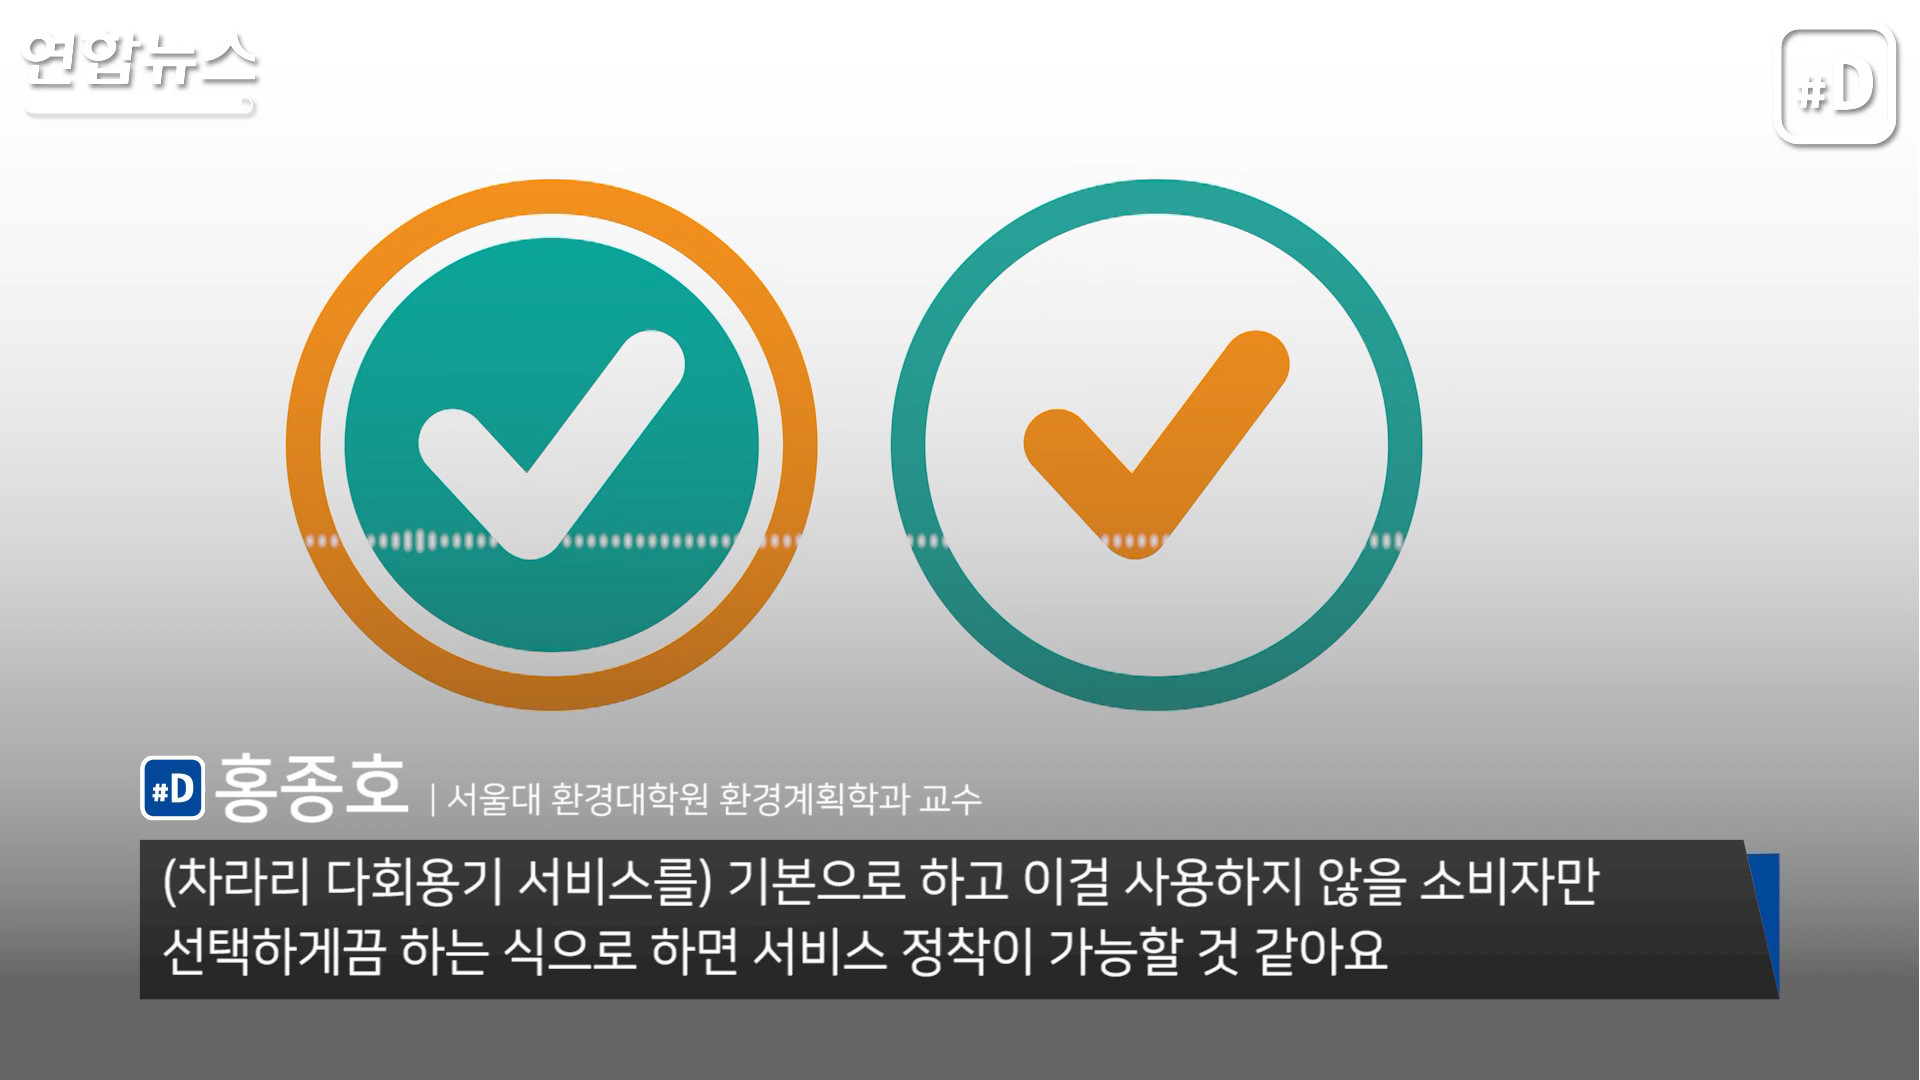 연합뉴스
#D
#D 홍종호 | 서울대 환경대학원 환경계획학과 교수
(차라리 다회용기 서비스를) 기본으로 하고 이걸 사용하지 않을 소비자만
선택하게끔 하는 식으로 하면 서비스 정착이 가능할 것 같아요